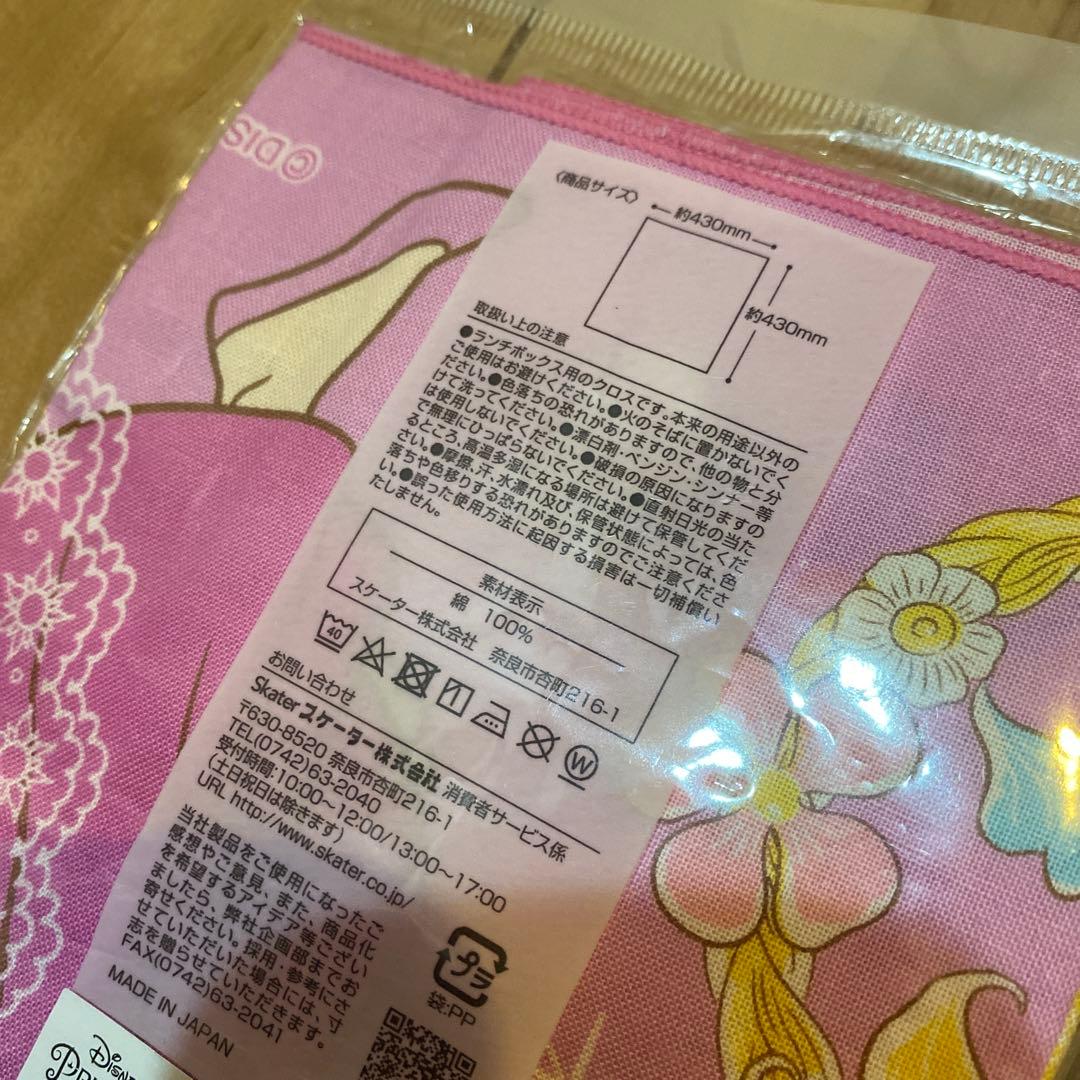 © DIS
〈商品サイズ〉
約430mm
約430mm
取扱い上の注意
●ランチボックス用のクロスです。本来の用途以外の
ご使用はお避けください。●火のそばに置かないでく
ださい。●色落ちの恐れがありますので、他の物と分
けて洗ってください。●漂白剤・ベンジン・シンナー等
は使用しないでください。●破損の原因になりますの
で無理にひっぱらないでください。●直射日光の当た
るところ、高温多湿になる場所は避けて保管してくだ
さい。●摩擦、汗、水濡れ及び、保管状態によっては、色
落ちや色移りする恐れがありますのでご注意くださ
い。●誤った使用方法に起因する損害は一切補償い
たしません。
素材表示
綿 100%
スケーター株式会社 奈良市杏町216-1
40
W
お問い合わせ
Skater スケーター株式会社 消費者サービス係
〒630-8520 奈良市杏町216-1
TEL(0742)63-2040
受付時間:10:00~12:00/13:00~17:00
(土日祝日は除きます)
URL http://www.skater.co.jp/
当社製品をご使用になったご
感想やご意見、また、商品化
を希望するアイデア等ござい
ましたら、弊社企画部までお
寄せください。採用・参考にさ
せていただいた場合には、寸
志を贈らせていただきます。
FAX(0742)63-2041
MADE IN JAPAN
プラ
袋:PP
Disney